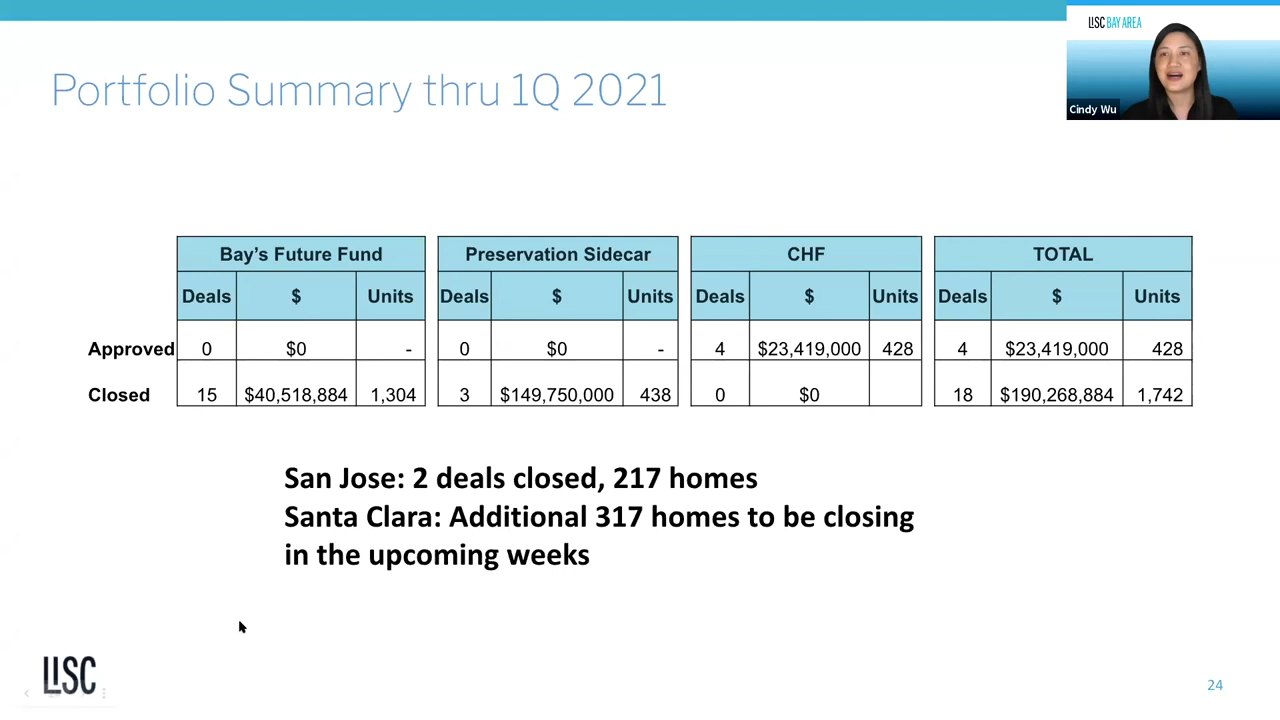 LISC BAY AREA
Cindy Wu
Portfolio Summary thru 1Q 2021
Bay's Future Fund Preservation Sidecar CHF TOTAL
Deals $ Units Deals $ Units Deals $ Units Deals $ Units
Approved 0 $0 - 0 $0 - 4 $23,419,000 428 4 $23,419,000 428
Closed 15 $40,518,884 1,304 3 $149,750,000 438 0 $0 18 $190,268,884 1,742
San Jose: 2 deals closed, 217 homes
Santa Clara: Additional 317 homes to be closing
in the upcoming weeks
LISC
24